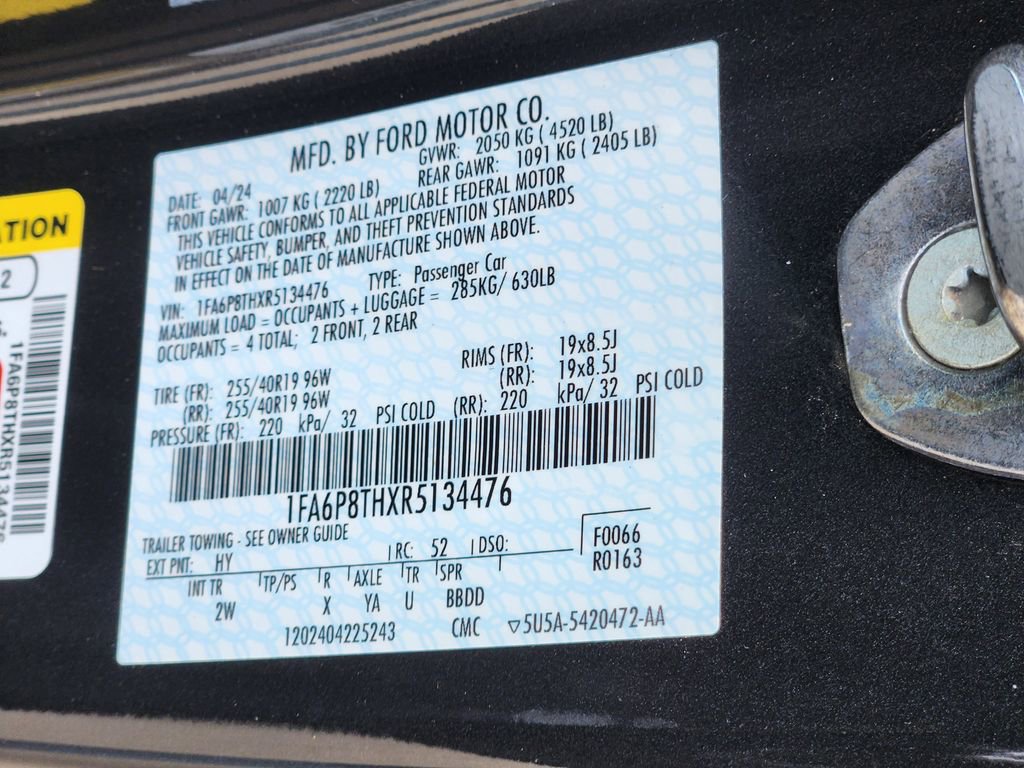 MFD. BY FORD MOTOR CO.
DATE: 04/24 GVWR: 2050 KG ( 4520 LB)
FRONT GAWR: 1007 KG ( 2220 LB) REAR GAWR: 1091 KG ( 2405 LB)
THIS VEHICLE CONFORMS TO ALL APPLICABLE FEDERAL MOTOR
VEHICLE SAFETY, BUMPER, AND THEFT PREVENTION STANDARDS
IN EFFECT ON THE DATE OF MANUFACTURE SHOWN ABOVE.
VIN: 1FA6P8THXR5134476 TYPE: Passenger Car
MAXIMUM LOAD = OCCUPANTS + LUGGAGE = 285KG/ 630LB
OCCUPANTS = 4 TOTAL; 2 FRONT, 2 REAR
TIRE (FR): 255/40R19 96W RIMS (FR): 19x8.5J
(RR): 255/40R19 96W (RR): 19x8.5J
PRESSURE (FR): 220 kPa/ 32 PSI COLD (RR): 220 kPa/ 32 PSI COLD
1FA6P8THXR5134476
TRAILER TOWING - SEE OWNER GUIDE
EXT PNT: HY RC: 52 DSO: F0066
R0163
INT TR TP/PS R AXLE TR SPR
2W X YA U BBDD
1202404225243 CMC ▽5U5A-5420472-AA
ATION
2
1FA6P8THXR5134476